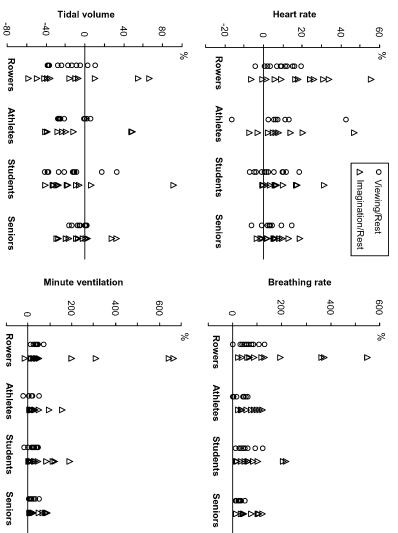 Heart rate
%
60
40
20
0
-20
Rowers Athletes Students Seniors
Viewing/Rest
Imagination/Rest
Breathing rate
%
600
400
200
0
Rowers Athletes Students Seniors
Tidal volume
%
80
40
0
-40
-80
Rowers Athletes Students Seniors
Minute ventilation
%
600
400
200
0
Rowers Athletes Students Seniors